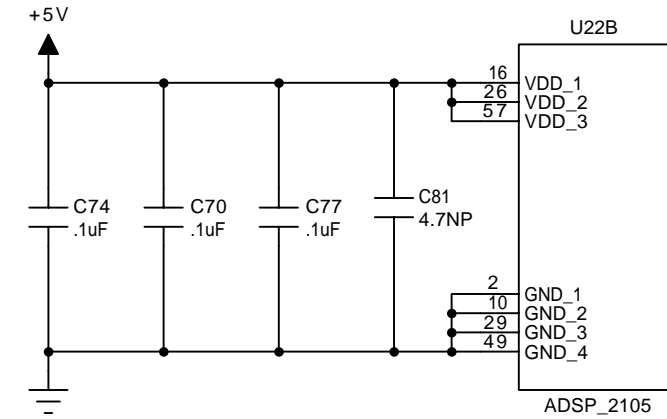 +5V
U22B
16
VDD_1
26
VDD_2
57
VDD_3
C74
.1uF
C70
.1uF
C77
.1uF
C81
4.7NP
2
GND_1
10
GND_2
29
GND_3
49
GND_4
ADSP_2105